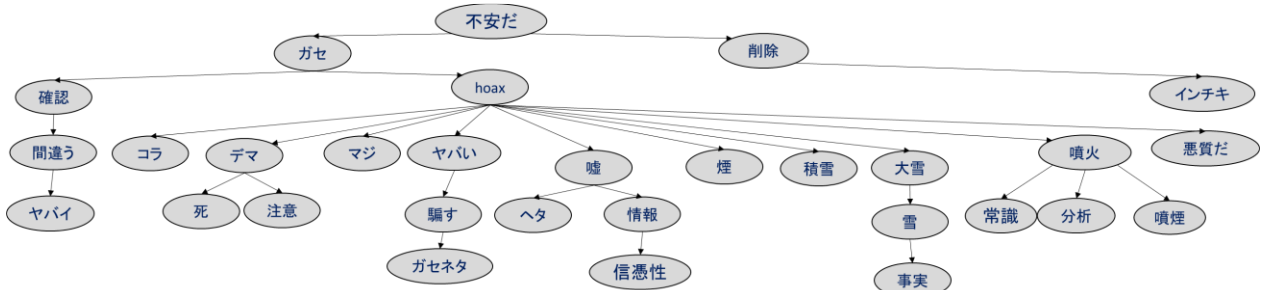 不安だ
ガセ
削除
確認
hoax
インチキ
間違う
コラ
デマ
マジ
ヤバい
嘘
煙
積雪
大雪
噴火
悪質だ
ヤバイ
死
注意
騙す
ヘタ
情報
雪
常識
分析
噴煙
ガセネタ
信憑性
事実